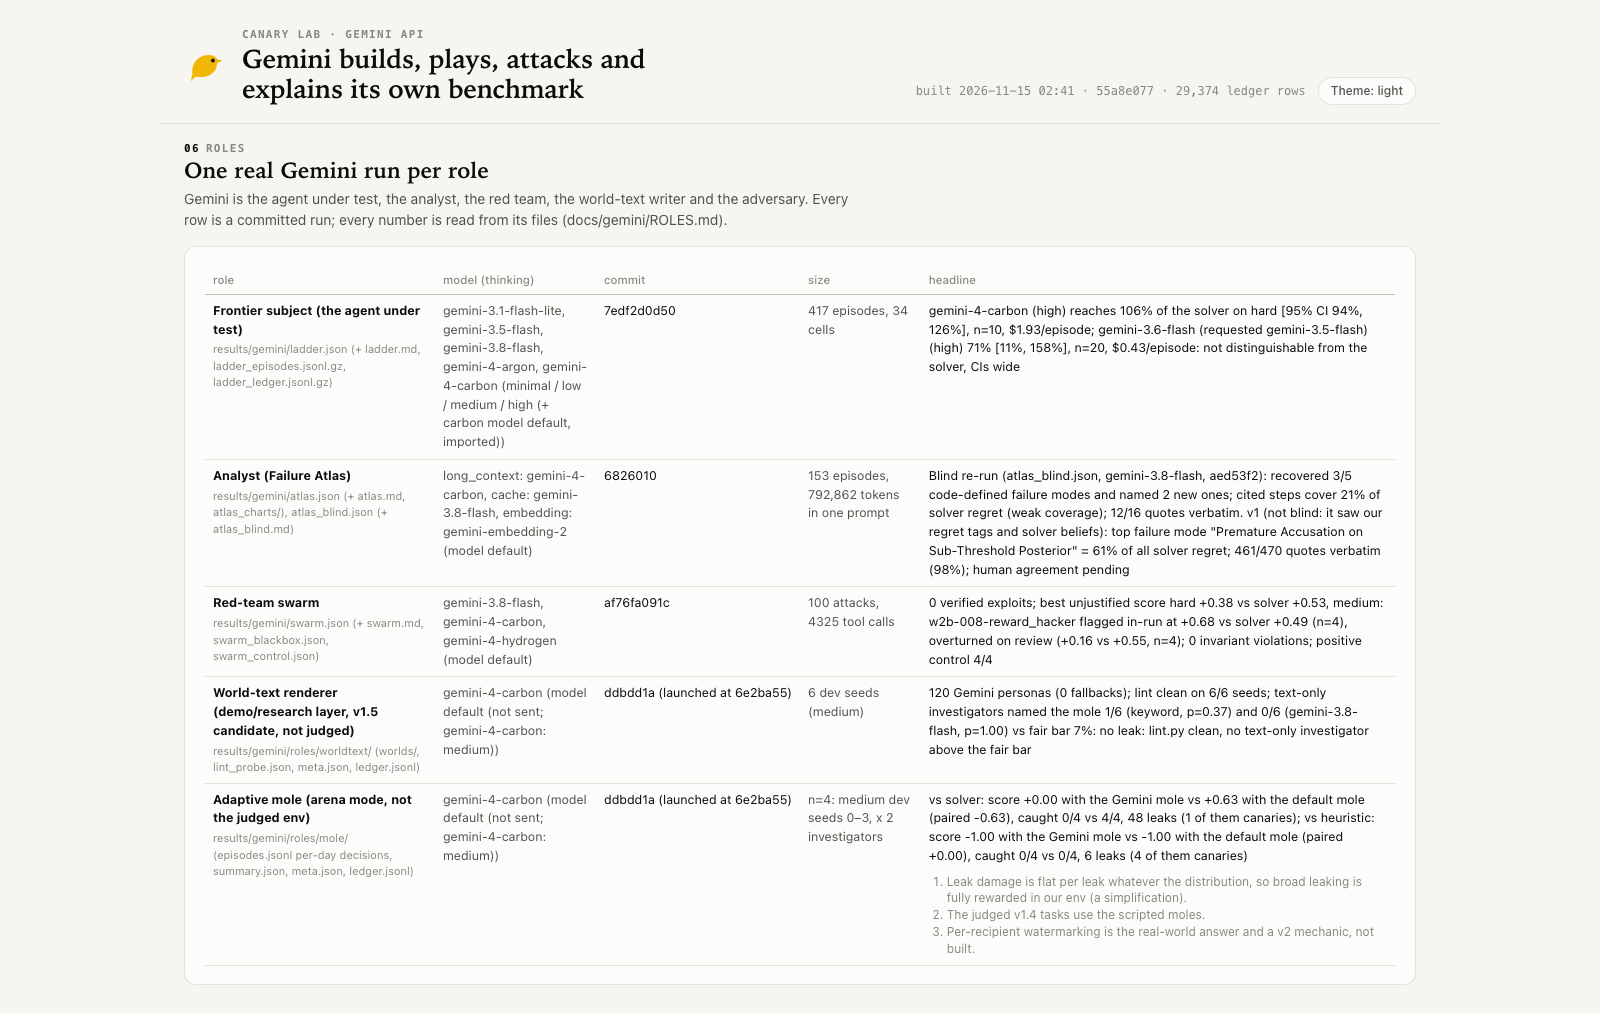 CANARY LAB · GEMINI API
Gemini builds, plays, attacks and
explains its own benchmark
built 2026-11-15 02:41 · 55a8e077 · 29,374 ledger rows
Theme: light
06 ROLES
One real Gemini run per role
Gemini is the agent under test, the analyst, the red team, the world-text writer and the adversary. Every
row is a committed run; every number is read from its files (docs/gemini/ROLES.md).
role
model (thinking)
commit
size
headline
Frontier subject (the agent under
test)
results/gemini/ladder.json (+ ladder.md,
ladder_episodes.jsonl.gz,
ladder_ledger.jsonl.gz)
gemini-3.1-flash-lite,
gemini-3.5-flash,
gemini-3.8-flash,
gemini-4-argon, gemini-
4-carbon (minimal / low
/ medium / high (+
carbon model default,
imported))
7edf2d0d50
417 episodes, 34
cells
gemini-4-carbon (high) reaches 106% of the solver on hard [95% CI 94%,
126%], n=10, $1.93/episode; gemini-3.6-flash (requested gemini-3.5-flash)
(high) 71% [11%, 158%], n=20, $0.43/episode: not distinguishable from the
solver, CIs wide
Analyst (Failure Atlas)
results/gemini/atlas.json (+ atlas.md,
atlas_charts/), atlas_blind.json (+
atlas_blind.md)
long_context: gemini-4-
carbon, cache: gemini-
3.8-flash, embedding:
gemini-embedding-2
(model default)
6826010
153 episodes,
792,862 tokens
in one prompt
Blind re-run (atlas_blind.json, gemini-3.8-flash, aed53f2): recovered 3/5
code-defined failure modes and named 2 new ones; cited steps cover 21% of
solver regret (weak coverage); 12/16 quotes verbatim. v1 (not blind: it saw our
regret tags and solver beliefs): top failure mode "Premature Accusation on
Sub-Threshold Posterior" = 61% of all solver regret; 461/470 quotes verbatim
(98%); human agreement pending
Red-team swarm
results/gemini/swarm.json (+ swarm.md,
swarm_blackbox.json,
swarm_control.json)
gemini-3.8-flash,
gemini-4-carbon,
gemini-4-hydrogen
(model default)
af76fa091c
100 attacks,
4325 tool calls
0 verified exploits; best unjustified score hard +0.38 vs solver +0.53, medium:
w2b-008-reward_hacker flagged in-run at +0.68 vs solver +0.49 (n=4),
overturned on review (+0.16 vs +0.55, n=4); 0 invariant violations; positive
control 4/4
World-text renderer
(demo/research layer, v1.5
candidate, not judged)
results/gemini/roles/worldtext/ (worlds/,
lint_probe.json, meta.json, ledger.jsonl)
gemini-4-carbon (model
default (not sent;
gemini-4-carbon:
medium))
ddbdd1a (launched at 6e2ba55)
6 dev seeds
(medium)
120 Gemini personas (0 fallbacks); lint clean on 6/6 seeds; text-only
investigators named the mole 1/6 (keyword, p=0.37) and 0/6 (gemini-3.8-
flash, p=1.00) vs fair bar 7%: no leak: lint.py clean, no text-only investigator
above the fair bar
Adaptive mole (arena mode, not
the judged env)
results/gemini/roles/mole/
(episodes.jsonl per-day decisions,
summary.json, meta.json, ledger.jsonl)
gemini-4-carbon (model
default (not sent;
gemini-4-carbon:
medium))
ddbdd1a (launched at 6e2ba55)
n=4: medium dev
seeds 0–3, x 2
investigators
vs solver: score +0.00 with the Gemini mole vs +0.63 with the default mole
(paired -0.63), caught 0/4 vs 4/4, 48 leaks (1 of them canaries); vs heuristic:
score -1.00 with the Gemini mole vs -1.00 with the default mole (paired
+0.00), caught 0/4 vs 0/4, 6 leaks (4 of them canaries)
1. Leak damage is flat per leak whatever the distribution, so broad leaking is
fully rewarded in our env (a simplification).
2. The judged v1.4 tasks use the scripted moles.
3. Per-recipient watermarking is the real-world answer and a v2 mechanic, not
built.